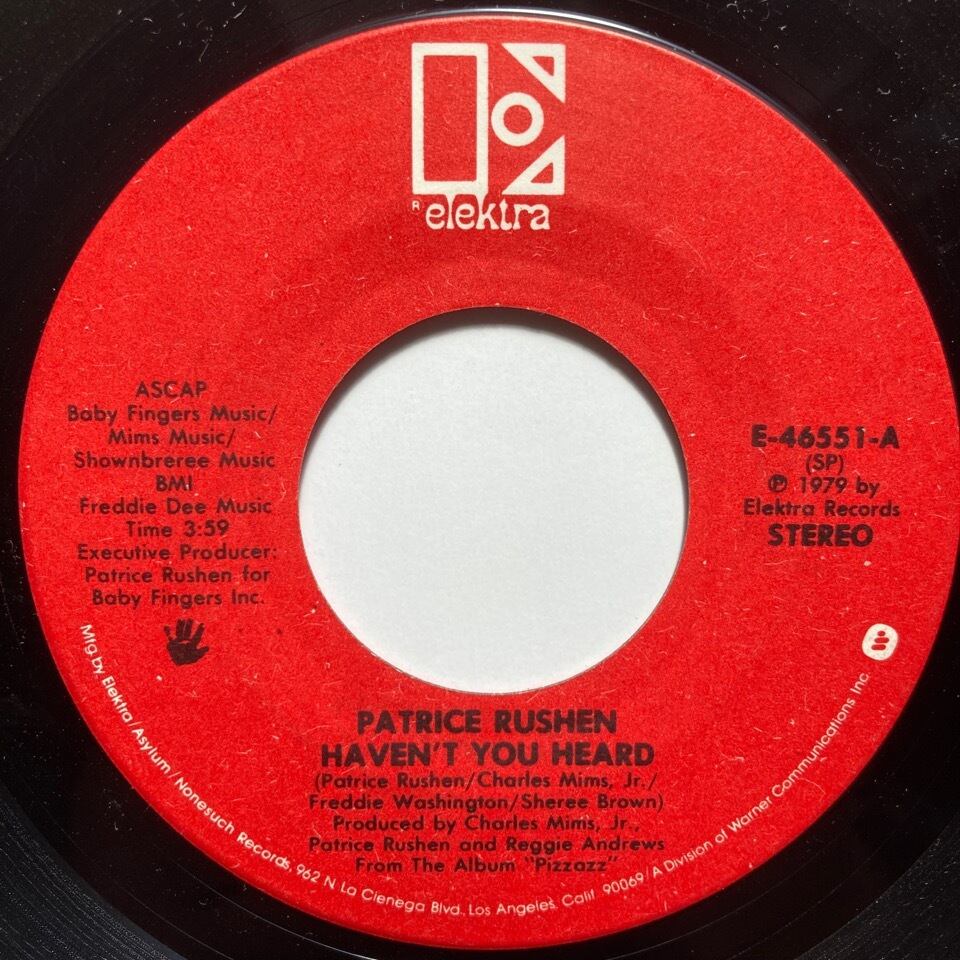 ® elektra
ASCAP
Baby Fingers Music/
Mims Music/
Shownbreree Music
BMI
Freddie Dee Music
Time 3:59
Executive Producer:
Patrice Rushen for
Baby Fingers Inc.
E-46551-A
(SP)
℗ 1979 by
Elektra Records
STEREO
PATRICE RUSHEN
HAVEN'T YOU HEARD
(Patrice Rushen/Charles Mims, Jr./
Freddie Washington/Sheree Brown)
Produced by Charles Mims, Jr.,
Patrice Rushen and Reggie Andrews
From The Album "Pizzazz"
Mfg. by Elektra/Asylum/Nonesuch Records, 962 N. La Cienega Blvd., Los Angeles, Calif. 90069/A Division of Warner Communications Inc.